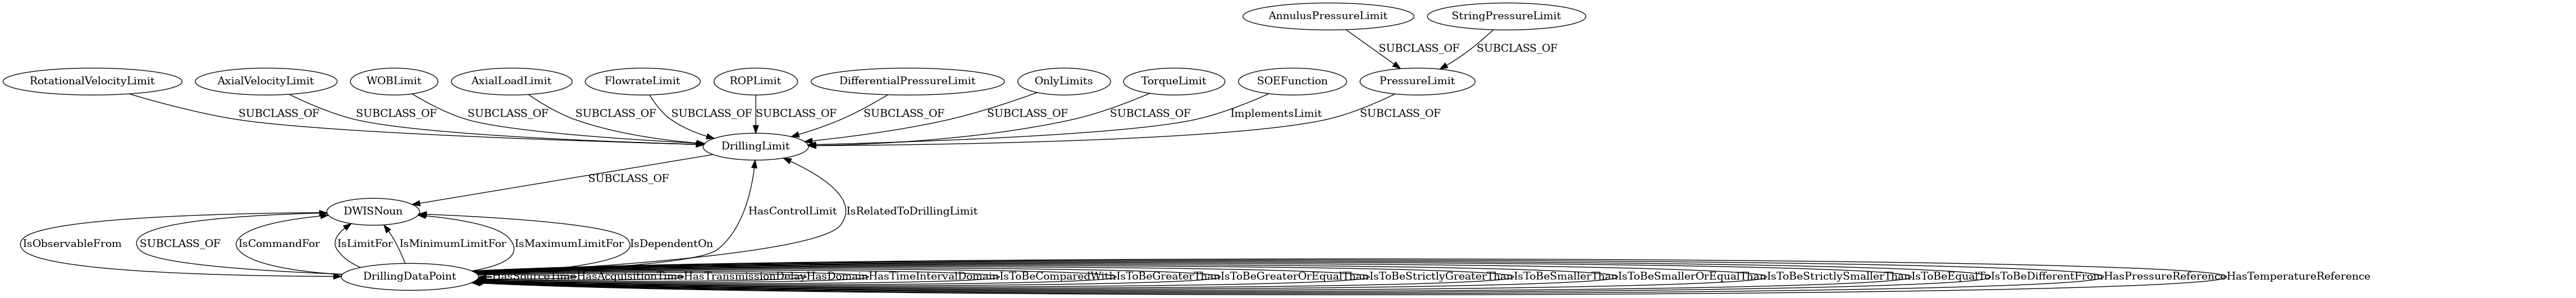 AnnulusPressureLimit StringPressureLimit
SUBCLASS_OF SUBCLASS_OF
RotationalVelocityLimit AxialVelocityLimit WOBLimit AxialLoadLimit FlowrateLimit ROPLimit DifferentialPressureLimit OnlyLimits TorqueLimit SOEFunction PressureLimit
SUBCLASS_OF SUBCLASS_OF SUBCLASS_OF SUBCLASS_OF SUBCLASS_OF SUBCLASS_OF SUBCLASS_OF SUBCLASS_OF SUBCLASS_OF ImplementsLimit SUBCLASS_OF
DrillingLimit
SUBCLASS_OF
DWISNoun HasControlLimit IsRelatedToDrillingLimit
IsObservableFrom SUBCLASS_OF IsCommandFor IsLimitFor IsMinimumLimitFor IsMaximumLimitFor IsDependentOn
DrillingDataPoint HasSourceTime HasAcquisitionTime HasTransmissionDelay HasDomain HasTimeIntervalDomain IsToBeComparedWith IsToBeGreaterThan IsToBeGreaterOrEqualThan IsToBeStrictlyGreaterThan IsToBeSmallerThan IsToBeSmallerOrEqualThan IsToBeStrictlySmallerThan IsToBeEqualTo IsToBeDifferentFrom HasPressureReference HasTemperatureReference